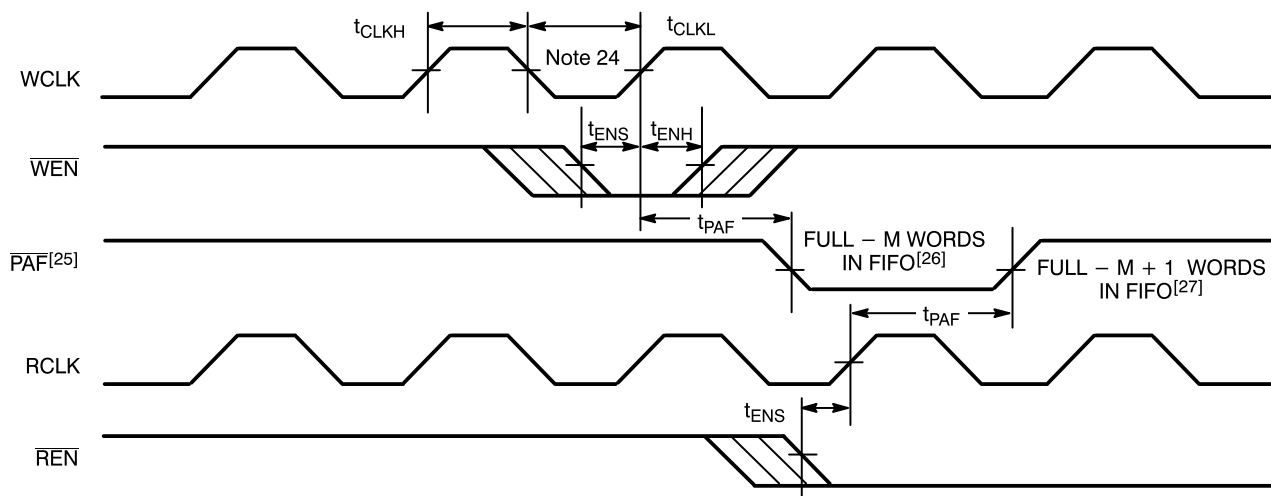 tCLKH
tCLKL
Note 24
WCLK
tENS
tENH
WEN
tPAF
PAF[25]
FULL − M WORDS
IN FIFO[26]
FULL − M + 1 WORDS
IN FIFO[27]
tPAF
RCLK
tENS
REN